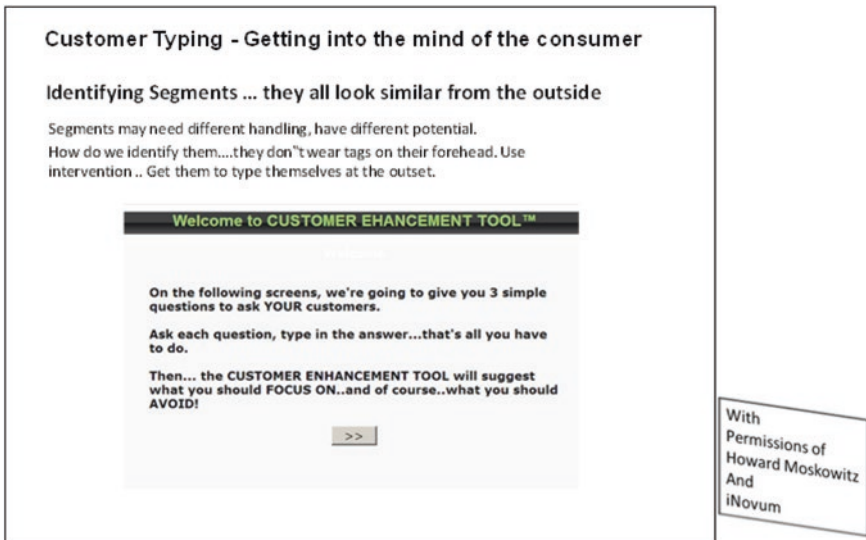 Customer Typing - Getting into the mind of the consumer
Identifying Segments ... they all look similar from the outside
Segments may need different handling, have different potential.
How do we identify them....they don"t wear tags on their forehead. Use
intervention .. Get them to type themselves at the outset.
Welcome to CUSTOMER EHANCEMENT TOOL™
On the following screens, we're going to give you 3 simple
questions to ask YOUR customers.
Ask each question, type in the answer...that's all you have
to do.
Then... the CUSTOMER ENHANCEMENT TOOL will suggest
what you should FOCUS ON..and of course..what you should
AVOID!
>>
With
Permissions of
Howard Moskowitz
And
iNovum